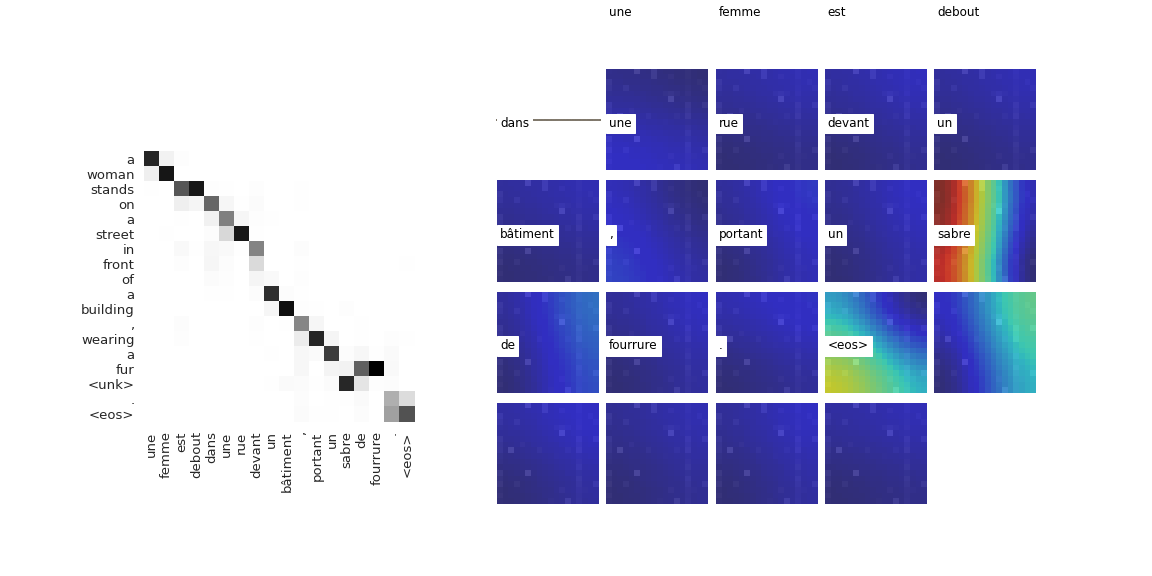 une femme est debout
dans une rue devant un
bâtiment , portant un sabre
de fourrure . <eos>
a
woman
stands
on
a
street
in
front
of
a
building
,
wearing
a
fur
<unk>
.
<eos>
une
femme
est
debout
dans
une
rue
devant
un
bâtiment
,
portant
un
sabre
de
fourrure
.
<eos>